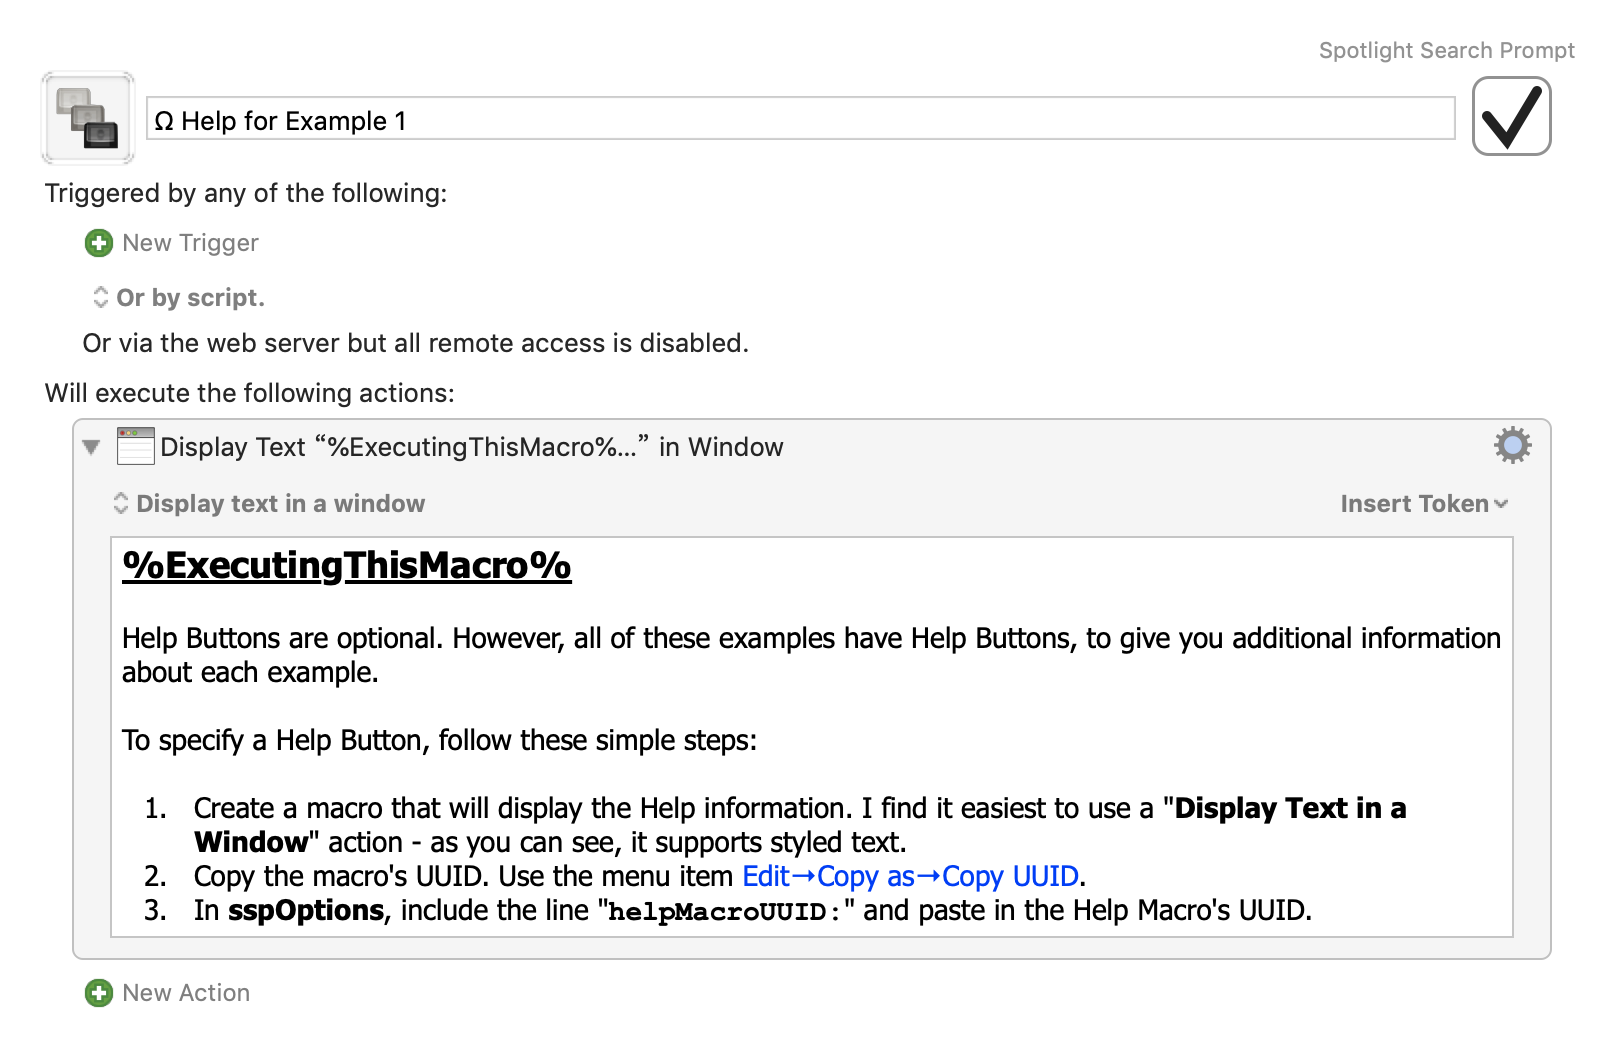 Spotlight Search Prompt
Ω Help for Example 1
Triggered by any of the following:
New Trigger
Or by script.
Or via the web server but all remote access is disabled.
Will execute the following actions:
Display Text “%ExecutingThisMacro%...” in Window
Display text in a window
Insert Token
%ExecutingThisMacro%
Help Buttons are optional. However, all of these examples have Help Buttons, to give you additional information
about each example.
To specify a Help Button, follow these simple steps:
1. Create a macro that will display the Help information. I find it easiest to use a "Display Text in a
Window" action - as you can see, it supports styled text.
2. Copy the macro's UUID. Use the menu item Edit→Copy as→Copy UUID.
3. In sspOptions, include the line "helpMacroUUID:" and paste in the Help Macro's UUID.
New Action